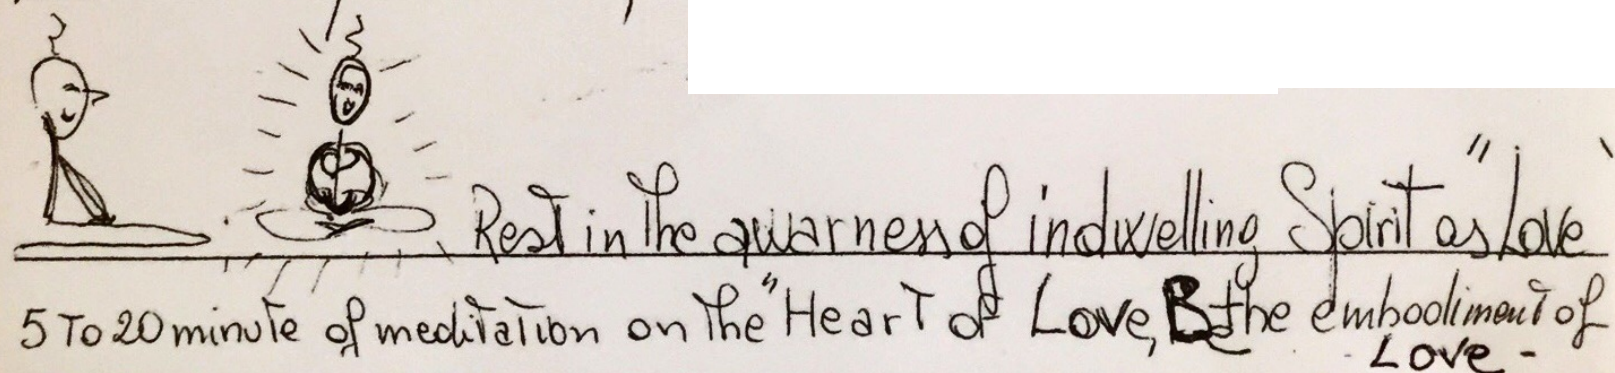 Rest in The awarness of indwelling Spirit as "Love"
5 To 20 minute of meditation on The "Heart of Love, B the embodiment of
Love -